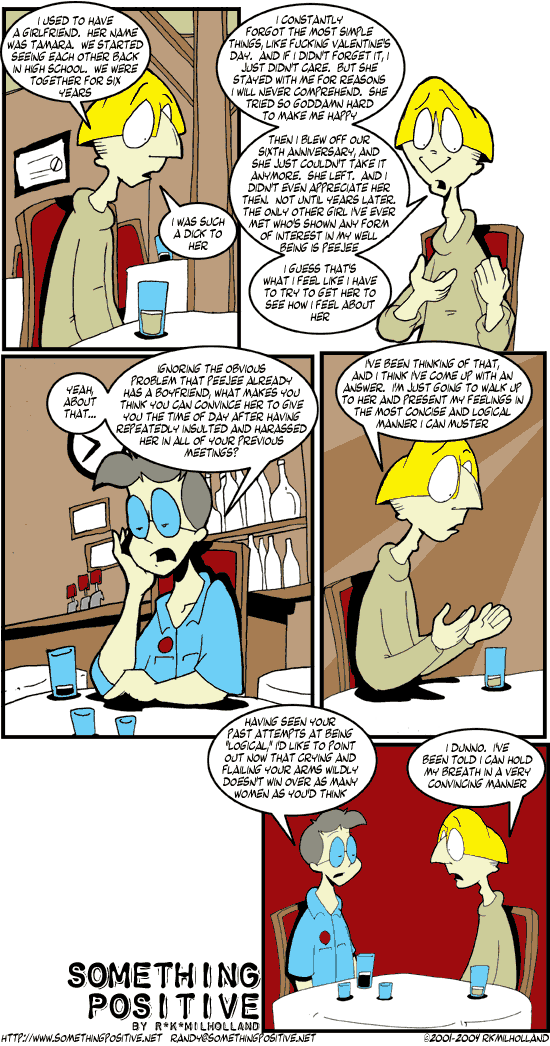 I USED TO HAVE
A GIRLFRIEND. HER NAME
WAS TAMARA. WE STARTED
SEEING EACH OTHER BACK
IN HIGH SCHOOL. WE WERE
TOGETHER FOR SIX
YEARS
I WAS SUCH
A DICK TO
HER
I CONSTANTLY
FORGOT THE MOST SIMPLE
THINGS, LIKE FUCKING VALENTINE'S
DAY. AND IF I DIDN'T FORGET IT, I
JUST DIDN'T CARE. BUT SHE
STAYED WITH ME FOR REASONS
I WILL NEVER COMPREHEND. SHE
TRIED SO GODDAMN HARD
TO MAKE ME HAPPY
THEN I BLEW OFF OUR
SIXTH ANNIVERSARY, AND
SHE JUST COULDN'T TAKE IT
ANYMORE. SHE LEFT. AND I
DIDN'T EVEN APPRECIATE HER
THEN. NOT UNTIL YEARS LATER.
THE ONLY OTHER GIRL I'VE EVER
MET WHO'S SHOWN ANY FORM
OF INTEREST IN MY WELL
BEING IS PEEJEE
I GUESS THAT'S
WHAT I FEEL LIKE I HAVE
TO TRY TO GET HER TO
SEE HOW I FEEL ABOUT
HER
YEAH,
ABOUT
THAT...
IGNORING THE OBVIOUS
PROBLEM THAT PEEJEE ALREADY
HAS A BOYFRIEND, WHAT MAKES YOU
THINK YOU CAN CONVINCE HER TO GIVE
YOU THE TIME OF DAY AFTER HAVING
REPEATEDLY INSULTED AND HARASSED
HER IN ALL OF YOUR PREVIOUS
MEETINGS?
I'VE BEEN THINKING OF THAT,
AND I THINK I'VE COME UP WITH AN
ANSWER. I'M JUST GOING TO WALK UP
TO HER AND PRESENT MY FEELINGS IN
THE MOST CONCISE AND LOGICAL
MANNER I CAN MUSTER
HAVING SEEN YOUR
PAST ATTEMPTS AT BEING
"LOGICAL," I'D LIKE TO POINT
OUT NOW THAT CRYING AND
FLAILING YOUR ARMS WILDLY
DOESN'T WIN OVER AS MANY
WOMEN AS YOU'D THINK
I DUNNO. I'VE
BEEN TOLD I CAN HOLD
MY BREATH IN A VERY
CONVINCING MANNER
SOMETHING
POSITIVE
BY R*K*MILHOLLAND
HTTP://WWW.SOMETHINGPOSITIVE.NET RANDY@SOMETHINGPOSITIVE.NET ©2001-2004 RKMILHOLLAND